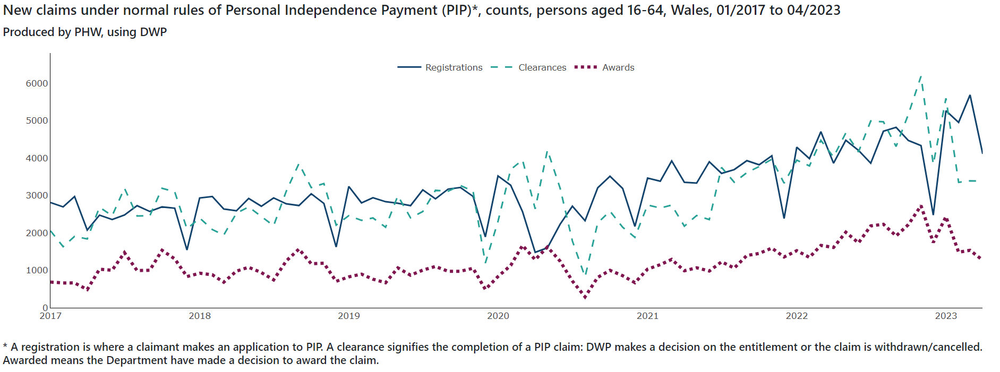 New claims under normal rules of Personal Independence Payment (PIP)*, counts, persons aged 16-64, Wales, 01/2017 to 04/2023
Produced by PHW, using DWP
Registrations Clearances Awards
6000
5000
4000
3000
2000
1000
0
2017 2018 2019 2020 2021 2022 2023
* A registration is where a claimant makes an application to PIP. A clearance signifies the completion of a PIP claim: DWP makes a decision on the entitlement or the claim is withdrawn/cancelled.
Awarded means the Department have made a decision to award the claim.